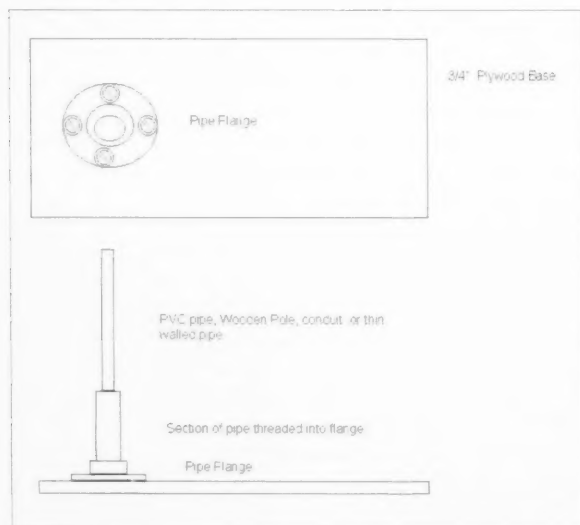 3/4" Plywood Base
Pipe Flange
PVC pipe, Wooden Pole, conduit or thin
walled pipe
Section of pipe threaded into flange
Pipe Flange